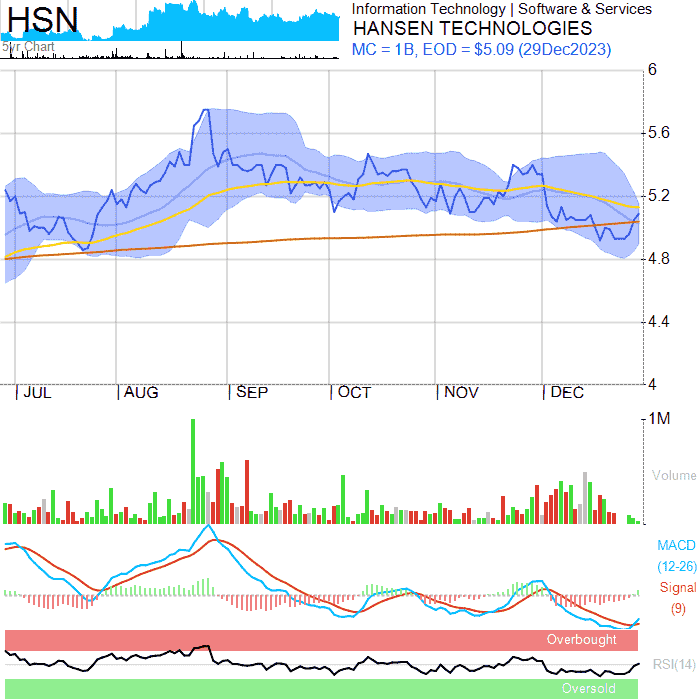 HSN
5yr Chart
Information Technology | Software & Services
HANSEN TECHNOLOGIES
MC = 1B, EOD = $5.09 (29Dec2023)
6
5.6
5.2
4.8
4.4
4
JUL AUG SEP OCT NOV DEC
1M
Volume
MACD
(12-26)
Signal
(9)
Overbought
RSI(14)
Oversold